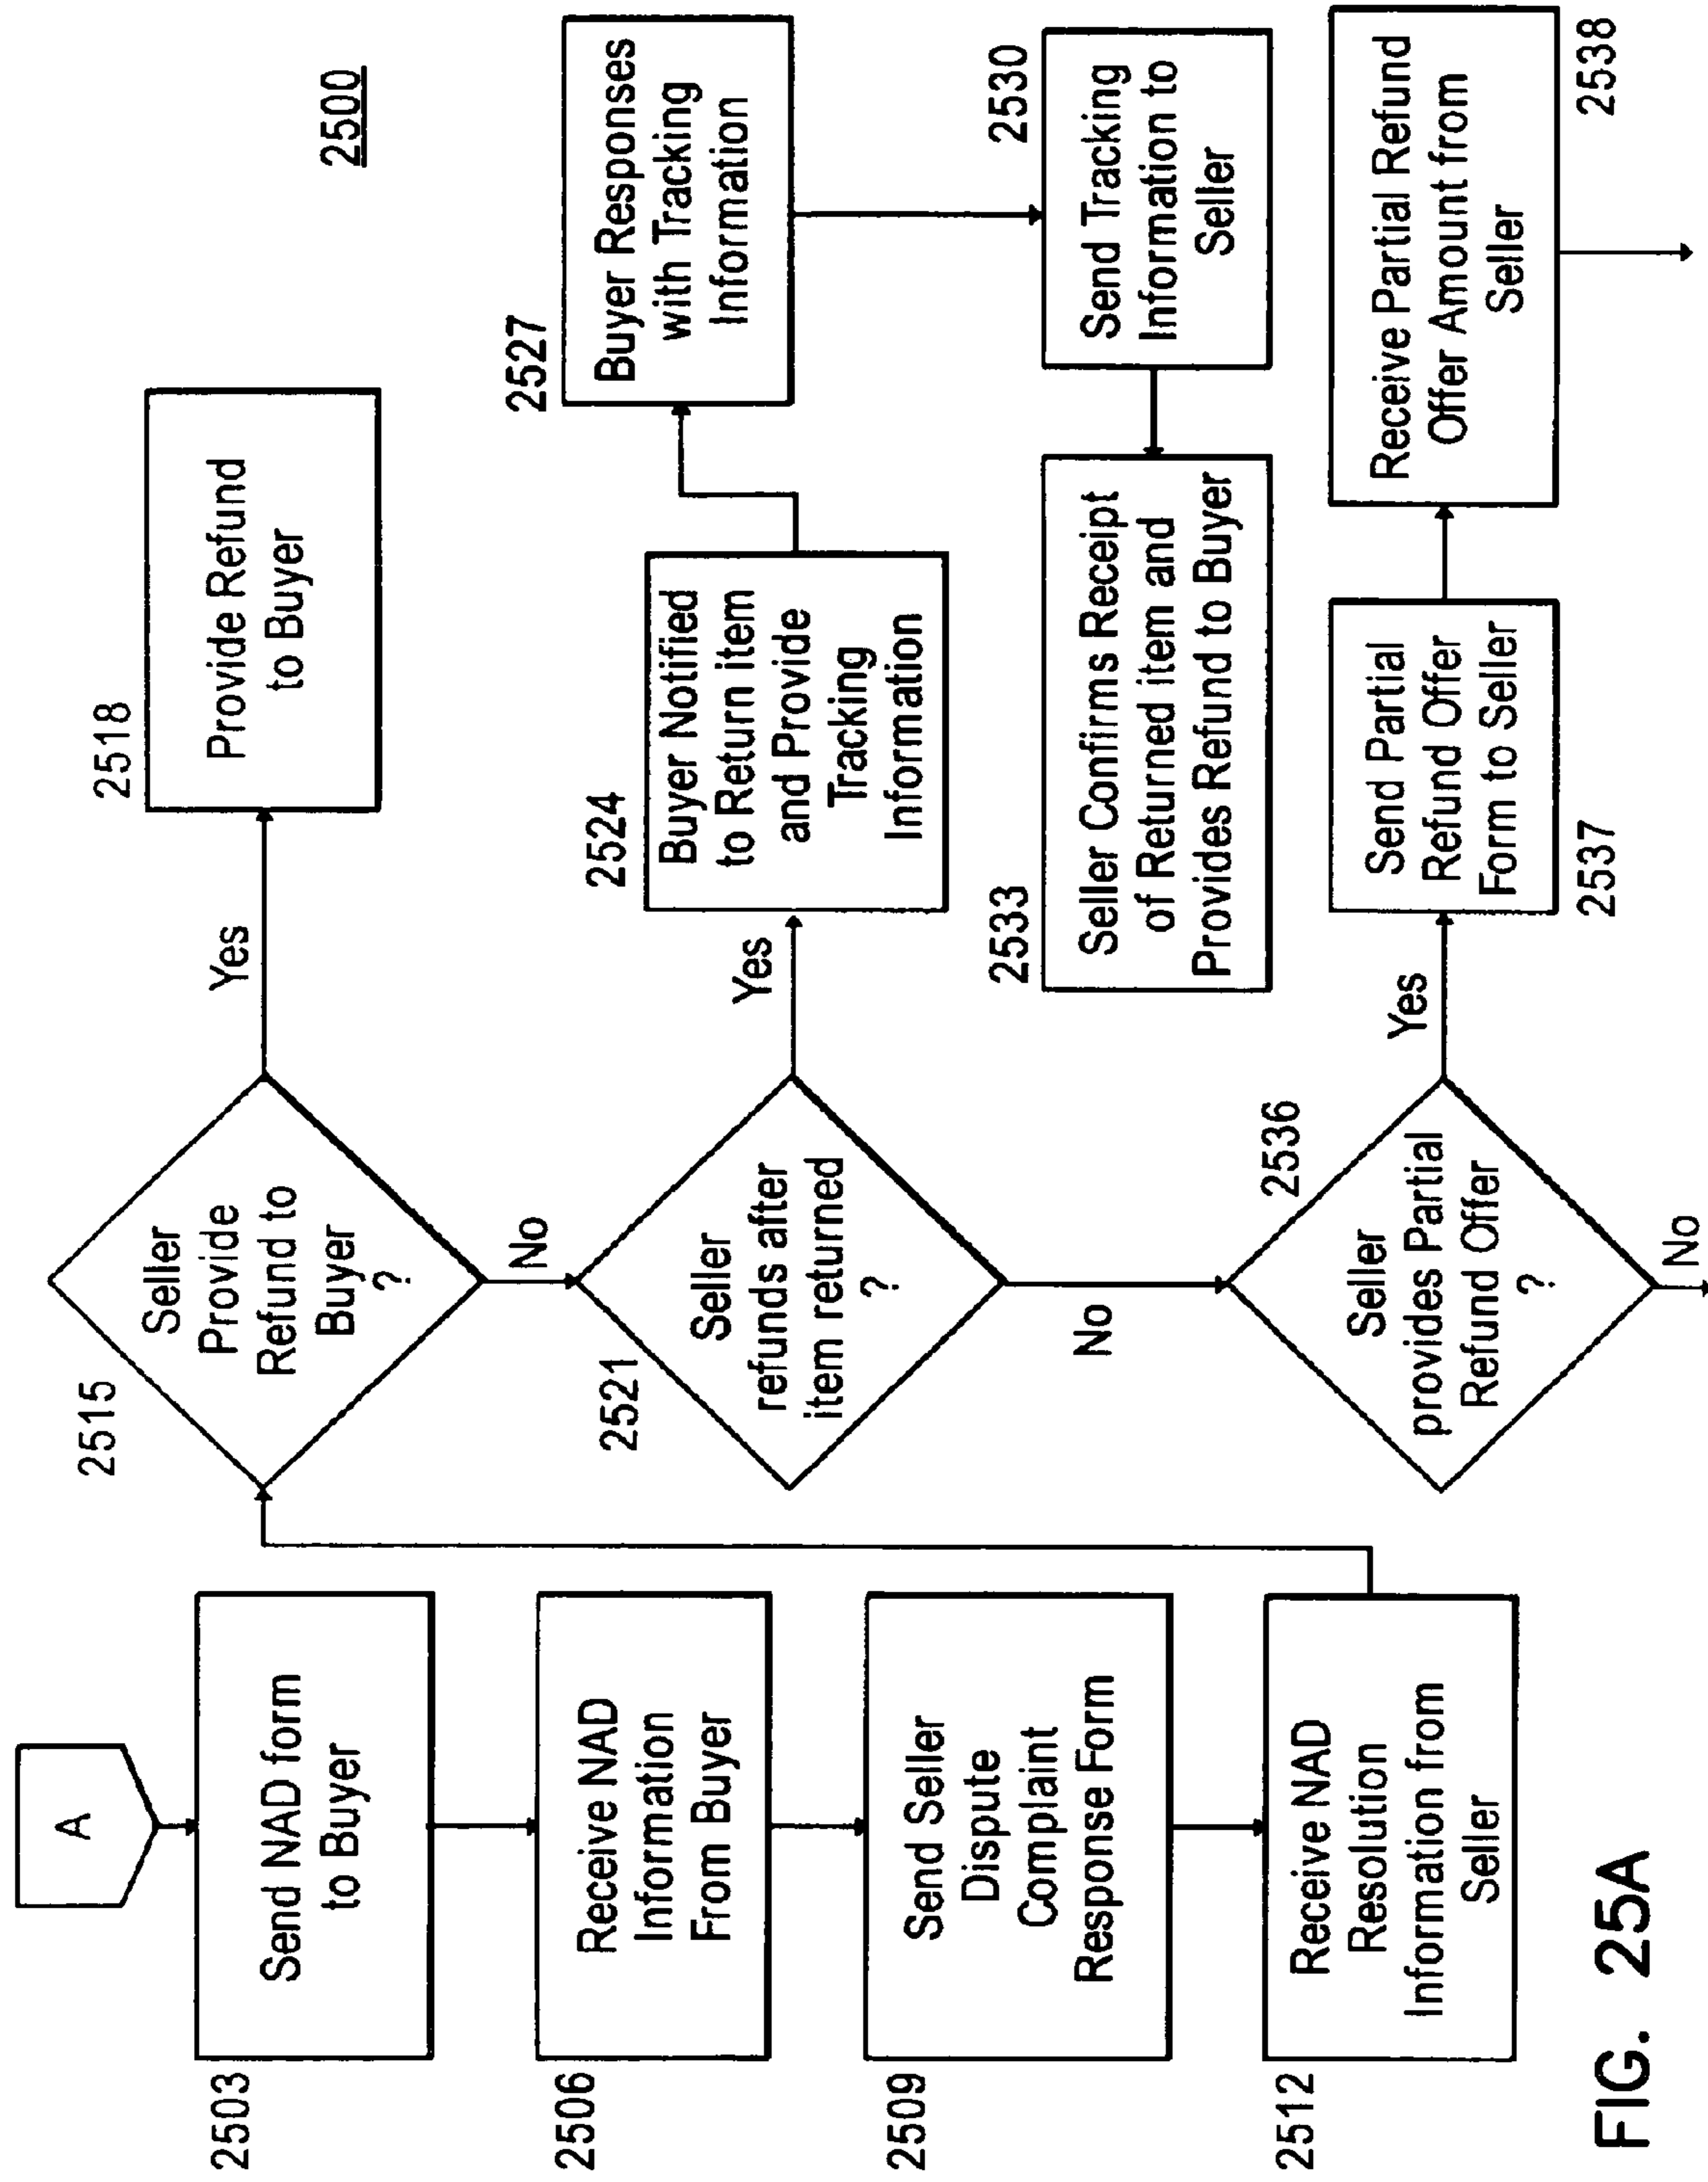 2500
A
2503
Send NAD form
to Buyer
2506
Receive NAD
Information
From Buyer
2509
Send Seller
Dispute
Complaint
Response Form
2512
Receive NAD
Resolution
Information from
Seller
2515
Seller
Provide
Refund to
Buyer
?
Yes
2518
Provide Refund
to Buyer
No
2521
Seller
refunds after
item returned
?
Yes
2524
Buyer Notified
to Return item
and Provide
Tracking
Information
2527
Buyer Responses
with Tracking
Information
2530
Send Tracking
Information to
Seller
2533
Seller Confirms Receipt
of Returned item and
Provides Refund to Buyer
No
2536
Seller
provides Partial
Refund Offer
?
Yes
Send Partial
Refund Offer
Form to Seller
2537
Receive Partial Refund
Offer Amount from
Seller
2538
No
FIG. 25A